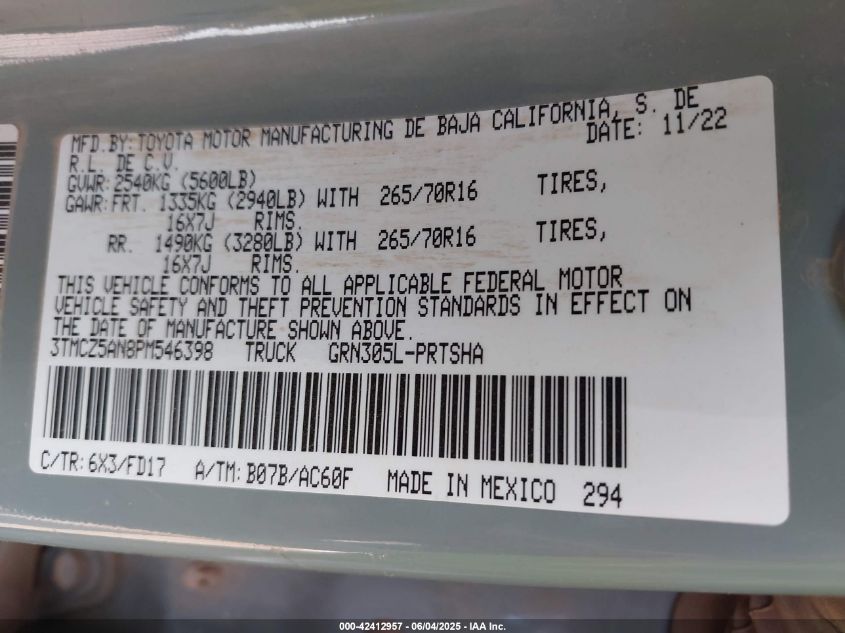 MFD.BY: TOYOTA MOTOR MANUFACTURING DE BAJA CALIFORNIA, S. DE
R.L. DE C.V. DATE: 11/22
GVWR: 2540KG (5600LB)
GAWR: FRT. 1335KG (2940LB) WITH 265/70R16 TIRES,
16X7J RIMS.
RR. 1490KG (3280LB) WITH 265/70R16 TIRES,
16X7J RIMS.
THIS VEHICLE CONFORMS TO ALL APPLICABLE FEDERAL MOTOR
VEHICLE SAFETY AND THEFT PREVENTION STANDARDS IN EFFECT ON
THE DATE OF MANUFACTURE SHOWN ABOVE.
3TMCZ5AN8PM546398 TRUCK GRN305L-PRTSHA
C/TR: 6X3/FD17 A/TM: B07B/AC60F MADE IN MEXICO 294
000-42412957 - 06/04/2025 - IAA Inc.